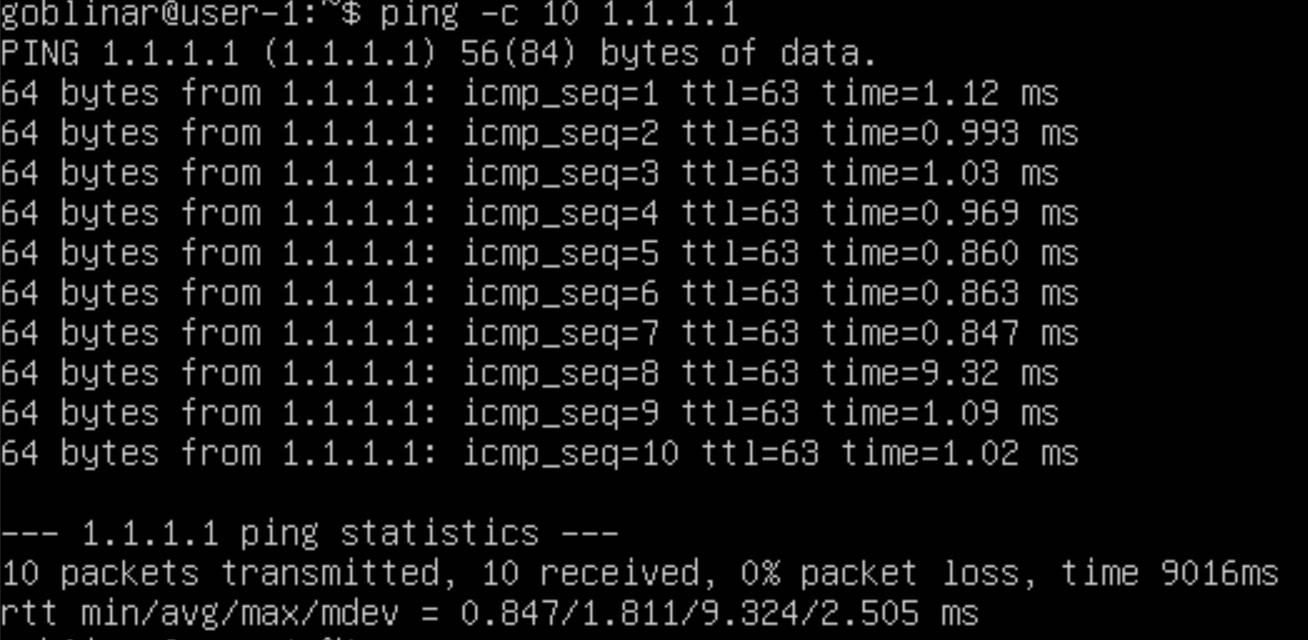 goblinar@user-1:~$ ping -c 10 1.1.1.1
PING 1.1.1.1 (1.1.1.1) 56(84) bytes of data.
64 bytes from 1.1.1.1: icmp_seq=1 ttl=63 time=1.12 ms
64 bytes from 1.1.1.1: icmp_seq=2 ttl=63 time=0.993 ms
64 bytes from 1.1.1.1: icmp_seq=3 ttl=63 time=1.03 ms
64 bytes from 1.1.1.1: icmp_seq=4 ttl=63 time=0.969 ms
64 bytes from 1.1.1.1: icmp_seq=5 ttl=63 time=0.860 ms
64 bytes from 1.1.1.1: icmp_seq=6 ttl=63 time=0.863 ms
64 bytes from 1.1.1.1: icmp_seq=7 ttl=63 time=0.847 ms
64 bytes from 1.1.1.1: icmp_seq=8 ttl=63 time=9.32 ms
64 bytes from 1.1.1.1: icmp_seq=9 ttl=63 time=1.09 ms
64 bytes from 1.1.1.1: icmp_seq=10 ttl=63 time=1.02 ms
--- 1.1.1.1 ping statistics ---
10 packets transmitted, 10 received, 0% packet loss, time 9016ms
rtt min/avg/max/mdev = 0.847/1.811/9.324/2.505 ms